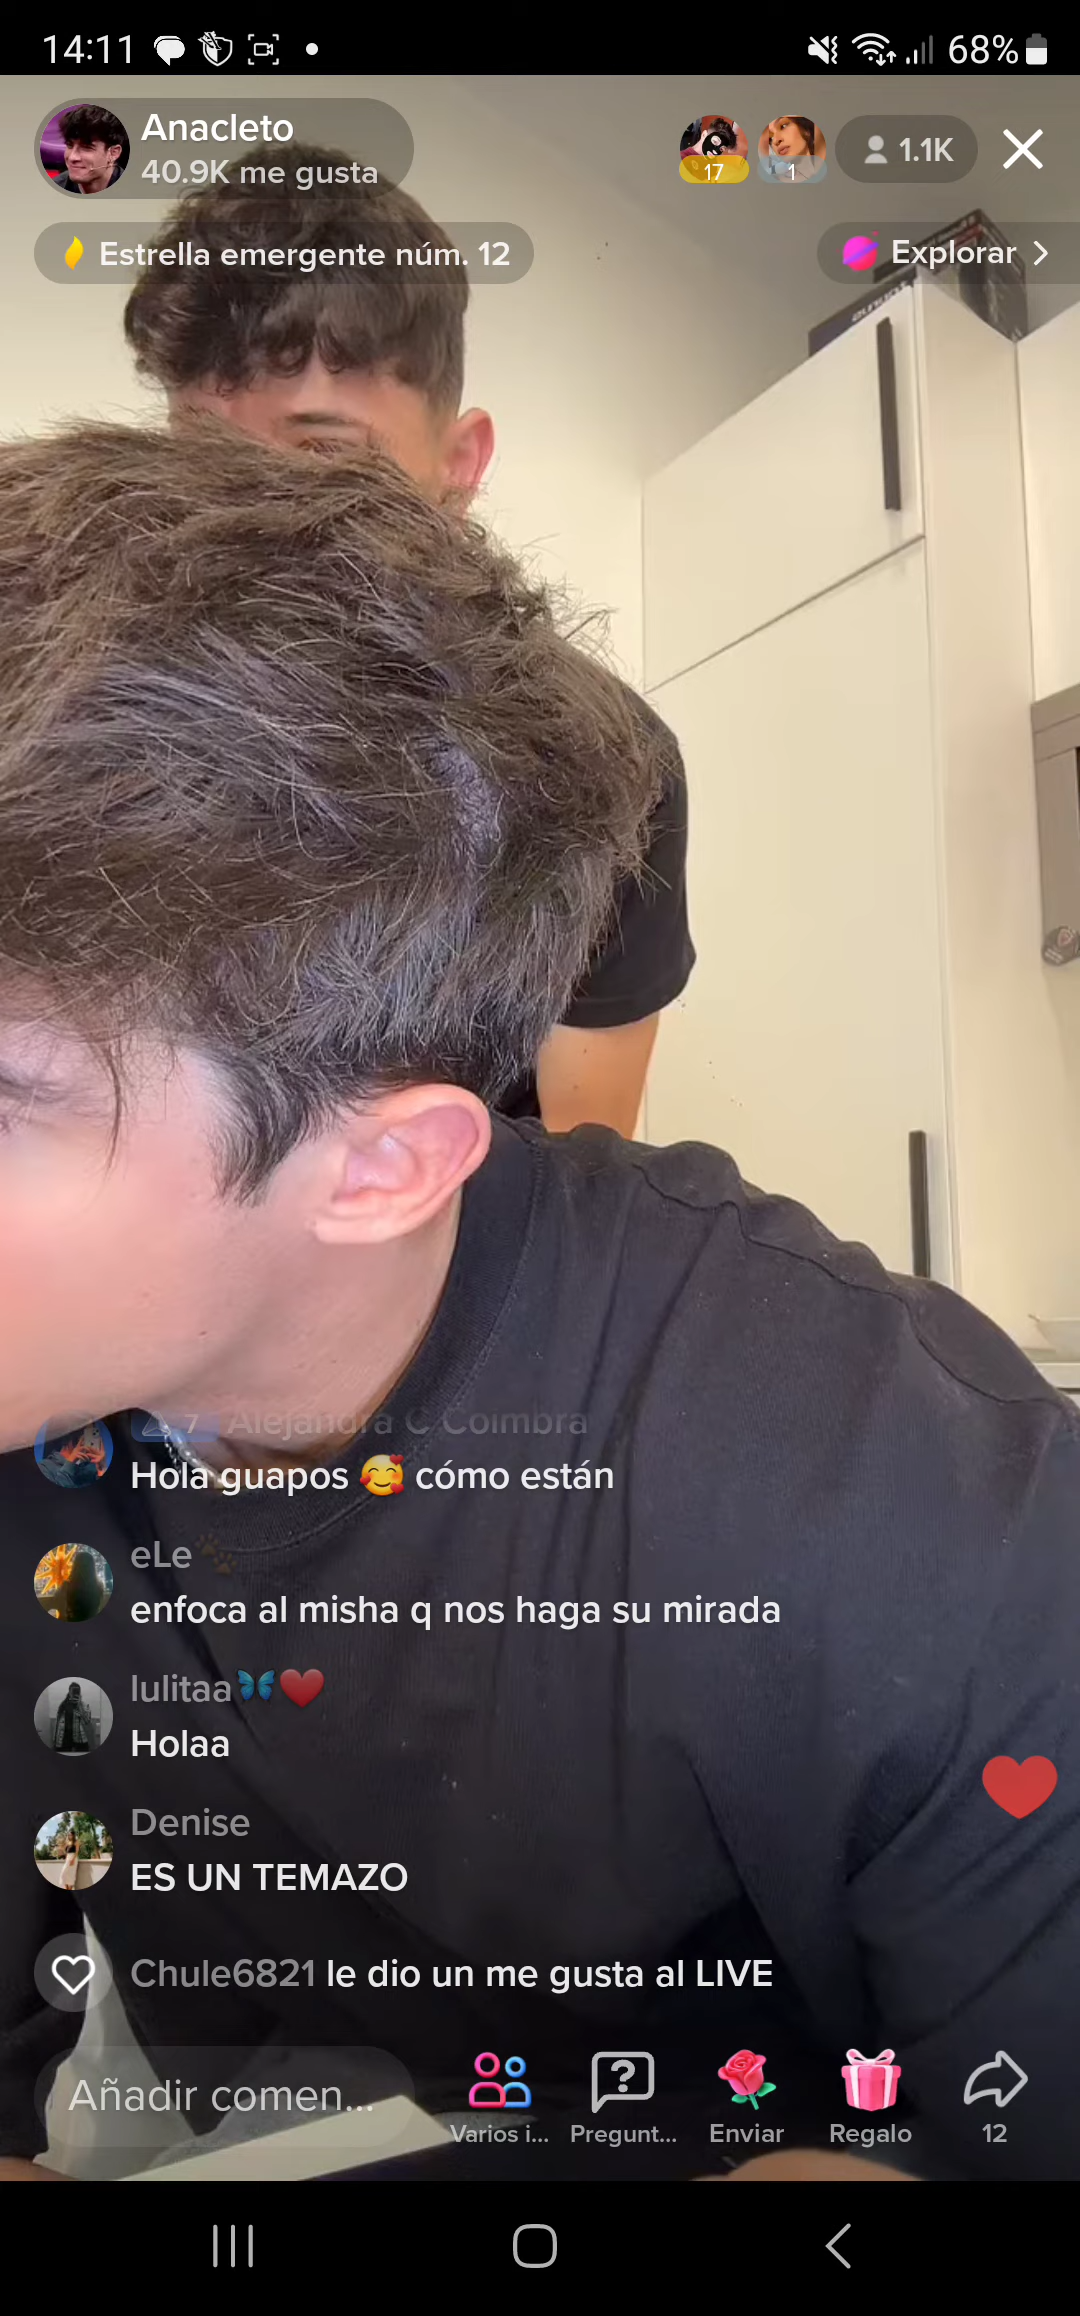 14:11
68%
Anacleto
40.9K me gusta
17
1
1.1K
Estrella emergente núm. 12
Explorar
7 Alejandra C Coimbra
Hola guapos 🥰 cómo están
eLe🐾
enfoca al misha q nos haga su mirada
lulitaa🦋❤️
Holaa
Denise
ES UN TEMAZO
Chule6821 le dio un me gusta al LIVE
Añadir comen...
Varios i...
Pregunt...
Enviar
Regalo
12